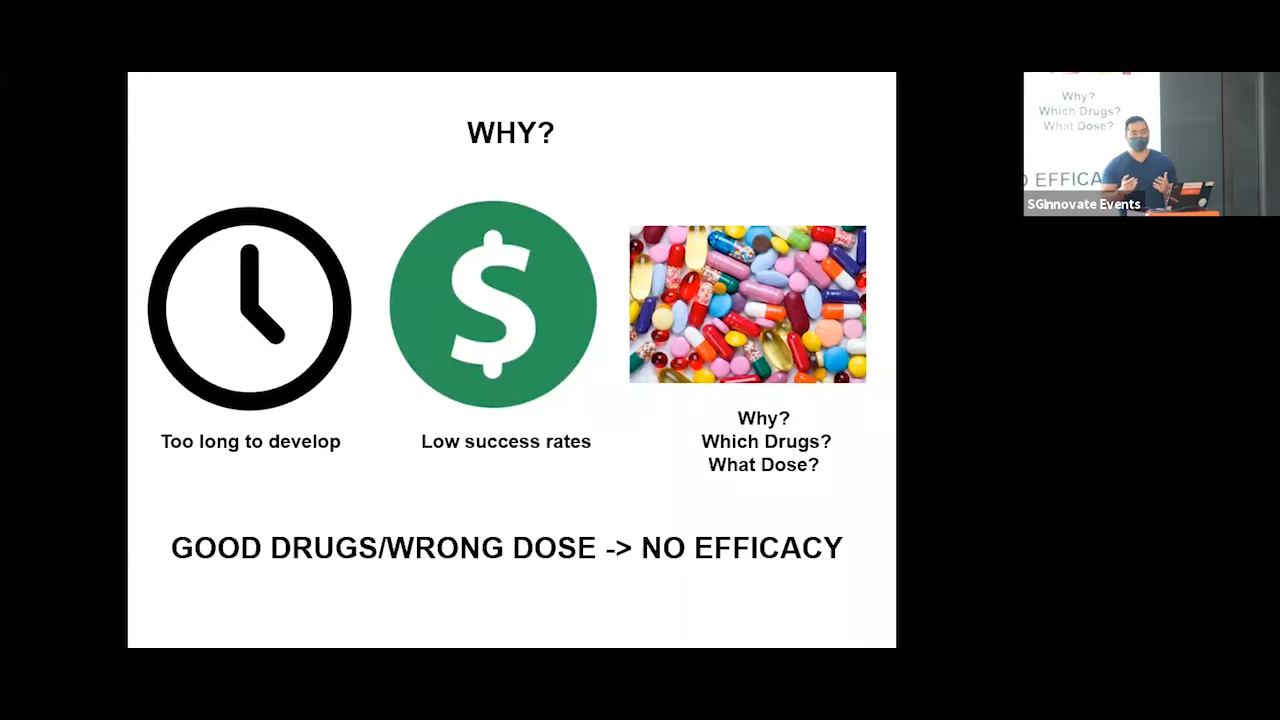 WHY?
Too long to develop
Low success rates
Why?
Which Drugs?
What Dose?
GOOD DRUGS/WRONG DOSE -> NO EFFICACY
Why?
Which Drugs?
What Dose?
EFFICA
SGInnovate Events